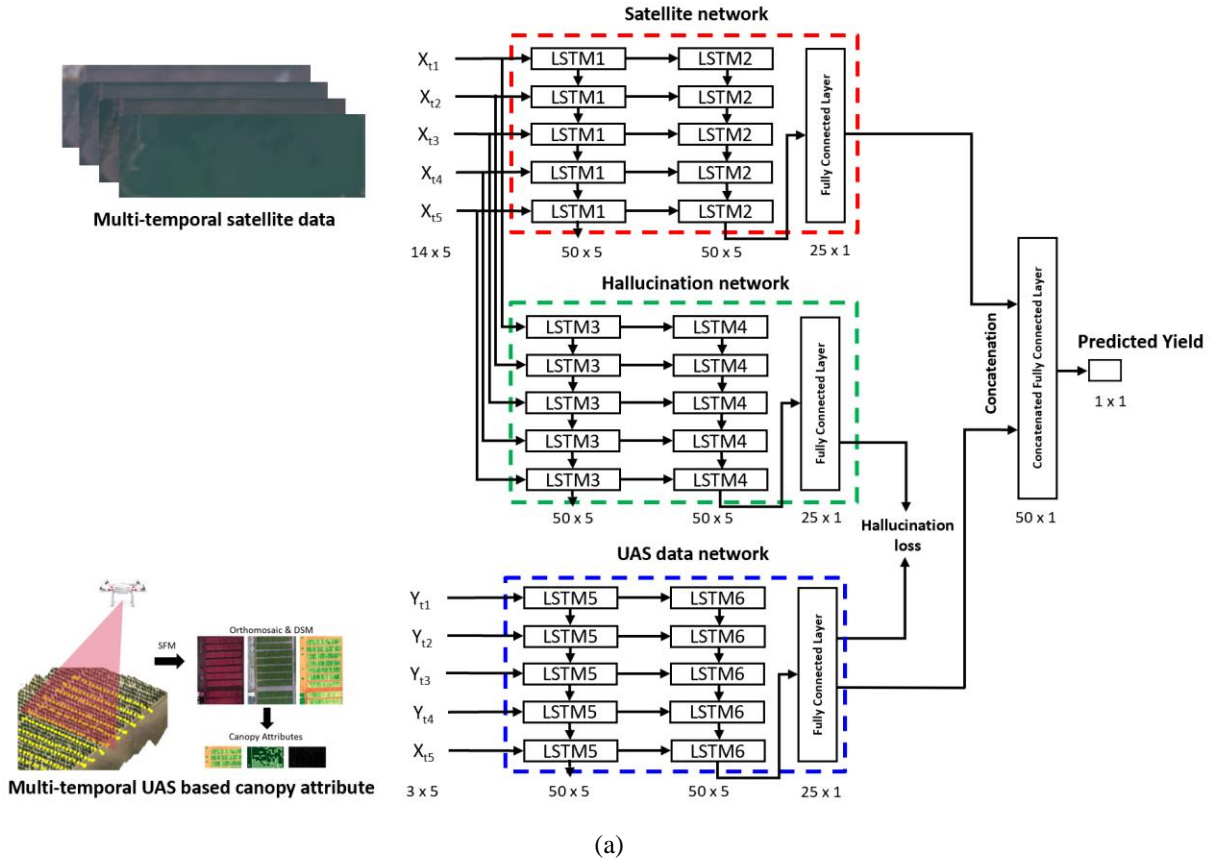 Satellite network
X_t1
LSTM1
LSTM2
X_t2
LSTM1
LSTM2
X_t3
LSTM1
LSTM2
X_t4
LSTM1
LSTM2
X_t5
LSTM1
LSTM2
Fully Connected Layer
14 x 5
50 x 5
50 x 5
25 x 1
Multi-temporal satellite data
Hallucination network
LSTM3
LSTM4
LSTM3
LSTM4
LSTM3
LSTM4
LSTM3
LSTM4
LSTM3
LSTM4
Fully Connected Layer
50 x 5
50 x 5
25 x 1
Hallucination
loss
Concatenation
Concatenated Fully Connected Layer
50 x 1
Predicted Yield
1 x 1
UAS data network
Y_t1
LSTM5
LSTM6
Y_t2
LSTM5
LSTM6
Y_t3
LSTM5
LSTM6
Y_t4
LSTM5
LSTM6
X_t5
LSTM5
LSTM6
Fully Connected Layer
3 x 5
50 x 5
50 x 5
25 x 1
SFM
Orthomosaic & DSM
Canopy Attributes
Multi-temporal UAS based canopy attribute
(a)